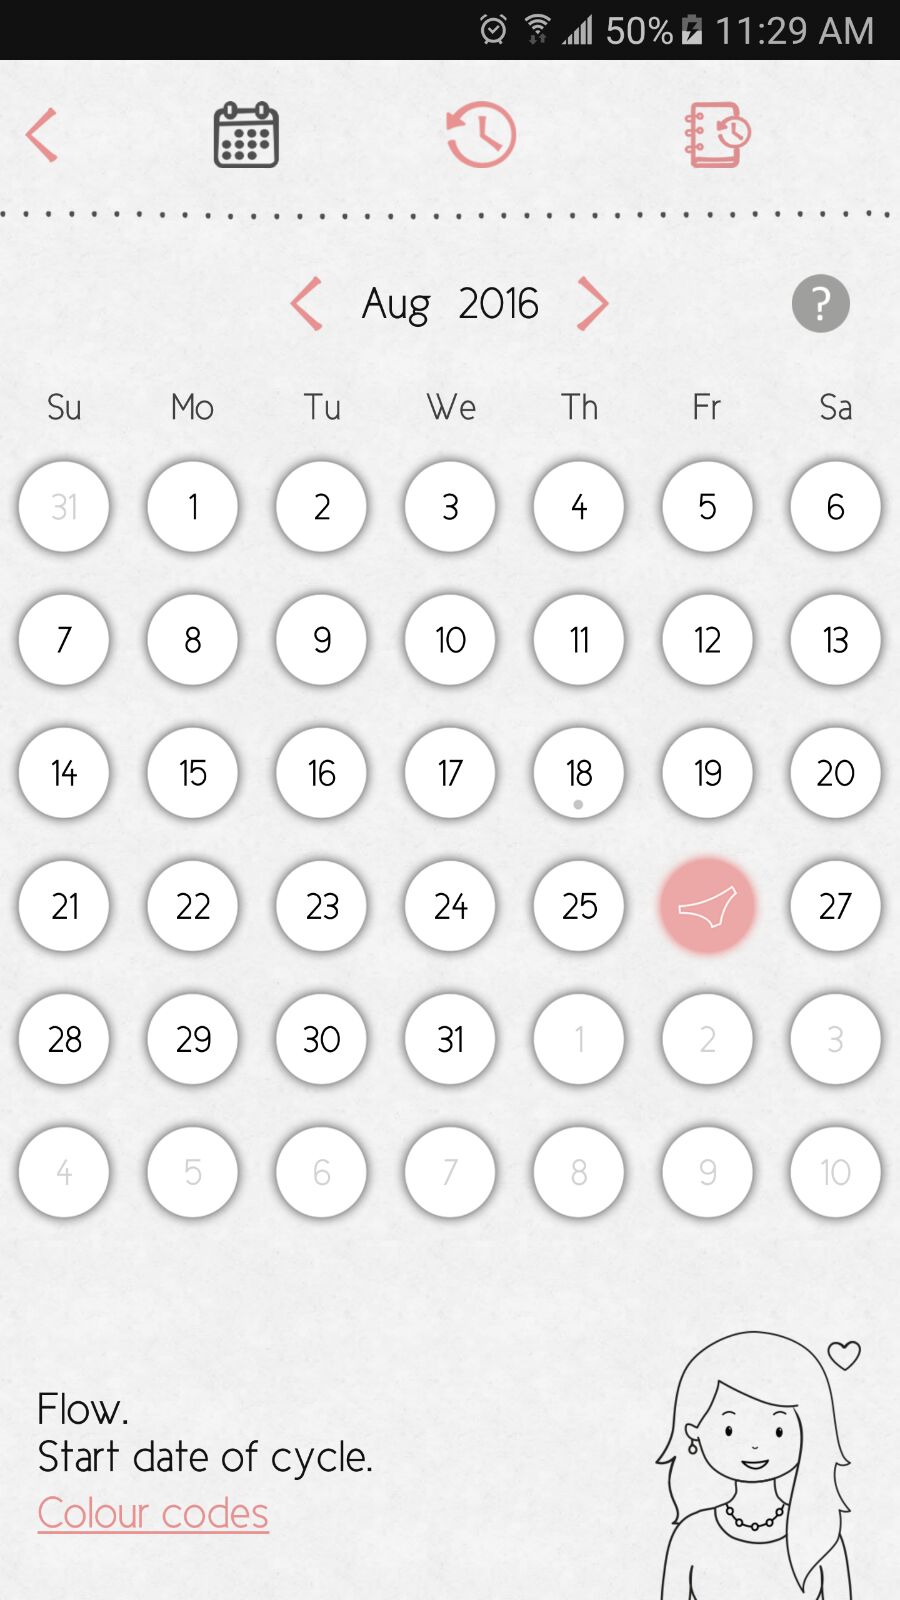 50% 11:29 AM
Aug 2016 ?
Su Mo Tu We Th Fr Sa
31 1 2 3 4 5 6
7 8 9 10 11 12 13
14 15 16 17 18 19 20
21 22 23 24 25 27
28 29 30 31 1 2 3
4 5 6 7 8 9 10
Flow.
Start date of cycle.
Colour codes